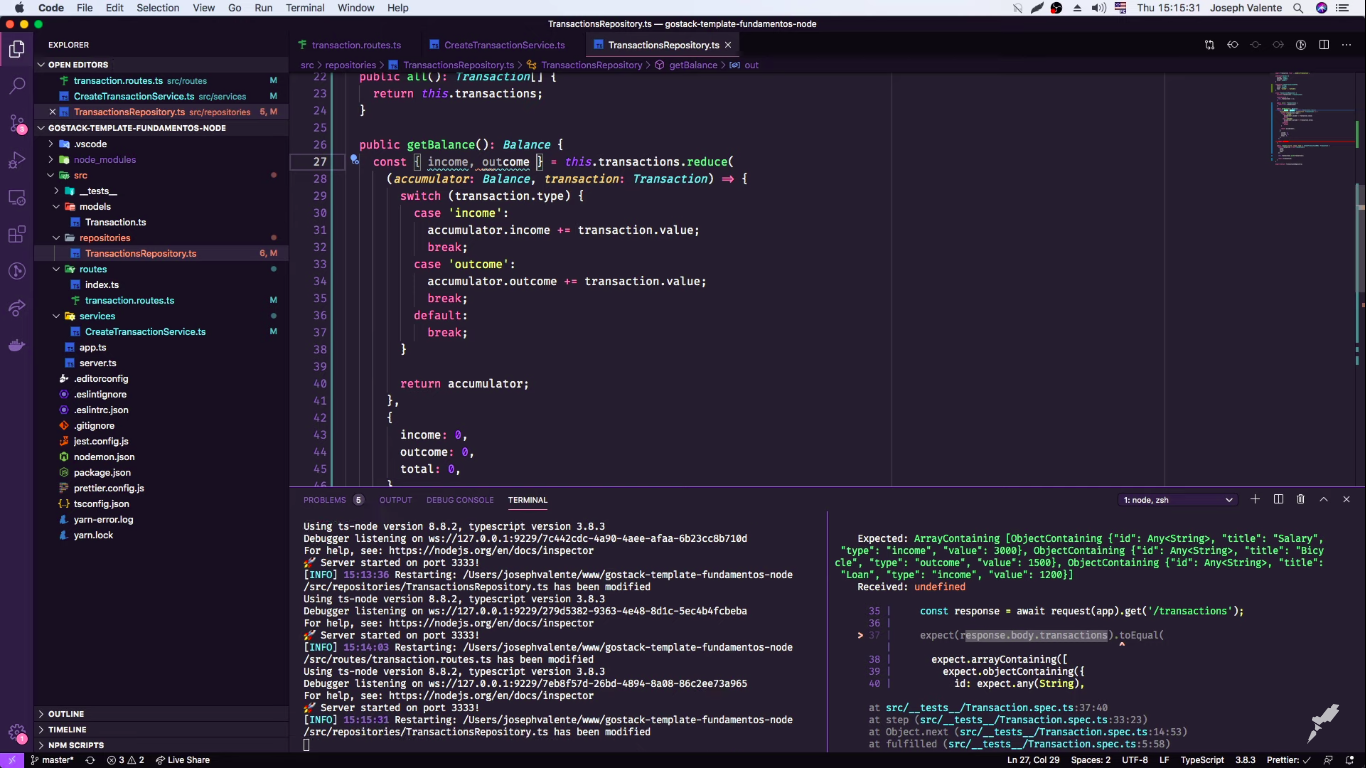 Code File Edit Selection View Go Run Terminal Window Help
Thu 15:15:31 Joseph Valente
TransactionsRepository.ts — gostack-template-fundamentos-node
EXPLORER
OPEN EDITORS
transaction.routes.ts src/routes M
CreateTransactionService.ts src/services M
TransactionsRepository.ts src/repositories 5, M
GOSTACK-TEMPLATE-FUNDAMENTOS-NODE
.vscode
node_modules
src
__tests__
models
Transaction.ts
repositories
TransactionsRepository.ts 6, M
routes
index.ts
transaction.routes.ts M
services
CreateTransactionService.ts M
app.ts
server.ts
.editorconfig
.eslintignore
.eslintrc.json
.gitignore
jest.config.js
nodemon.json
package.json
prettier.config.js
tsconfig.json
yarn-error.log
yarn.lock
OUTLINE
TIMELINE
NPM SCRIPTS
3
1
transaction.routes.ts CreateTransactionService.ts TransactionsRepository.ts
src repositories TransactionsRepository.ts TransactionsRepository getBalance out
22 public all(): Transaction[] {
23 return this.transactions;
24 }
25
26 public getBalance(): Balance {
27 const { income, outcome } = this.transactions.reduce(
28 (accumulator: Balance, transaction: Transaction) => {
29 switch (transaction.type) {
30 case 'income':
31 accumulator.income += transaction.value;
32 break;
33 case 'outcome':
34 accumulator.outcome += transaction.value;
35 break;
36 default:
37 break;
38 }
39
40 return accumulator;
41 },
42 {
43 income: 0,
44 outcome: 0,
45 total: 0,
46 }
PROBLEMS 5 OUTPUT DEBUG CONSOLE TERMINAL 1: node, zsh
Using ts-node version 8.8.2, typescript version 3.8.3
Debugger listening on ws://127.0.0.1:9229/7c442cdc-4a90-4aee-afaa-6b23cc8b710d
For help, see: https://nodejs.org/en/docs/inspector
🚀 Server started on port 3333!
[INFO] 15:13:36 Restarting: /Users/josephvalente/www/gostack-template-fundamentos-node
/src/repositories/TransactionsRepository.ts has been modified
Using ts-node version 8.8.2, typescript version 3.8.3
Debugger listening on ws://127.0.0.1:9229/279d5382-9363-4e48-8d1c-5ec4b4fcbeba
For help, see: https://nodejs.org/en/docs/inspector
🚀 Server started on port 3333!
[INFO] 15:14:03 Restarting: /Users/josephvalente/www/gostack-template-fundamentos-node
/src/routes/transaction.routes.ts has been modified
Using ts-node version 8.8.2, typescript version 3.8.3
Debugger listening on ws://127.0.0.1:9229/7eb8f57d-26bd-4894-8a08-86c2ee73a965
For help, see: https://nodejs.org/en/docs/inspector
🚀 Server started on port 3333!
[INFO] 15:15:31 Restarting: /Users/josephvalente/www/gostack-template-fundamentos-node
/src/repositories/TransactionsRepository.ts has been modified
Expected: ArrayContaining [ObjectContaining {"id": Any<String>, "title": "Salary",
"type": "income", "value": 3000}, ObjectContaining {"id": Any<String>, "title": "Bicy
cle", "type": "outcome", "value": 1500}, ObjectContaining {"id": Any<String>, "title":
"Loan", "type": "income", "value": 1200}]
Received: undefined
35 | const response = await request(app).get('/transactions');
36 |
> 37 | expect(response.body.transactions).toEqual(
| ^
38 | expect.arrayContaining([
39 | expect.objectContaining({
40 | id: expect.any(String),
at src/__tests__/Transaction.spec.ts:37:40
at step (src/__tests__/Transaction.spec.ts:33:23)
at Object.next (src/__tests__/Transaction.spec.ts:14:53)
at fulfilled (src/__tests__/Transaction.spec.ts:5:58)
master* 3 2 Live Share Ln 27, Col 29 Spaces: 2 UTF-8 LF TypeScript 3.8.3 Prettier: ✓